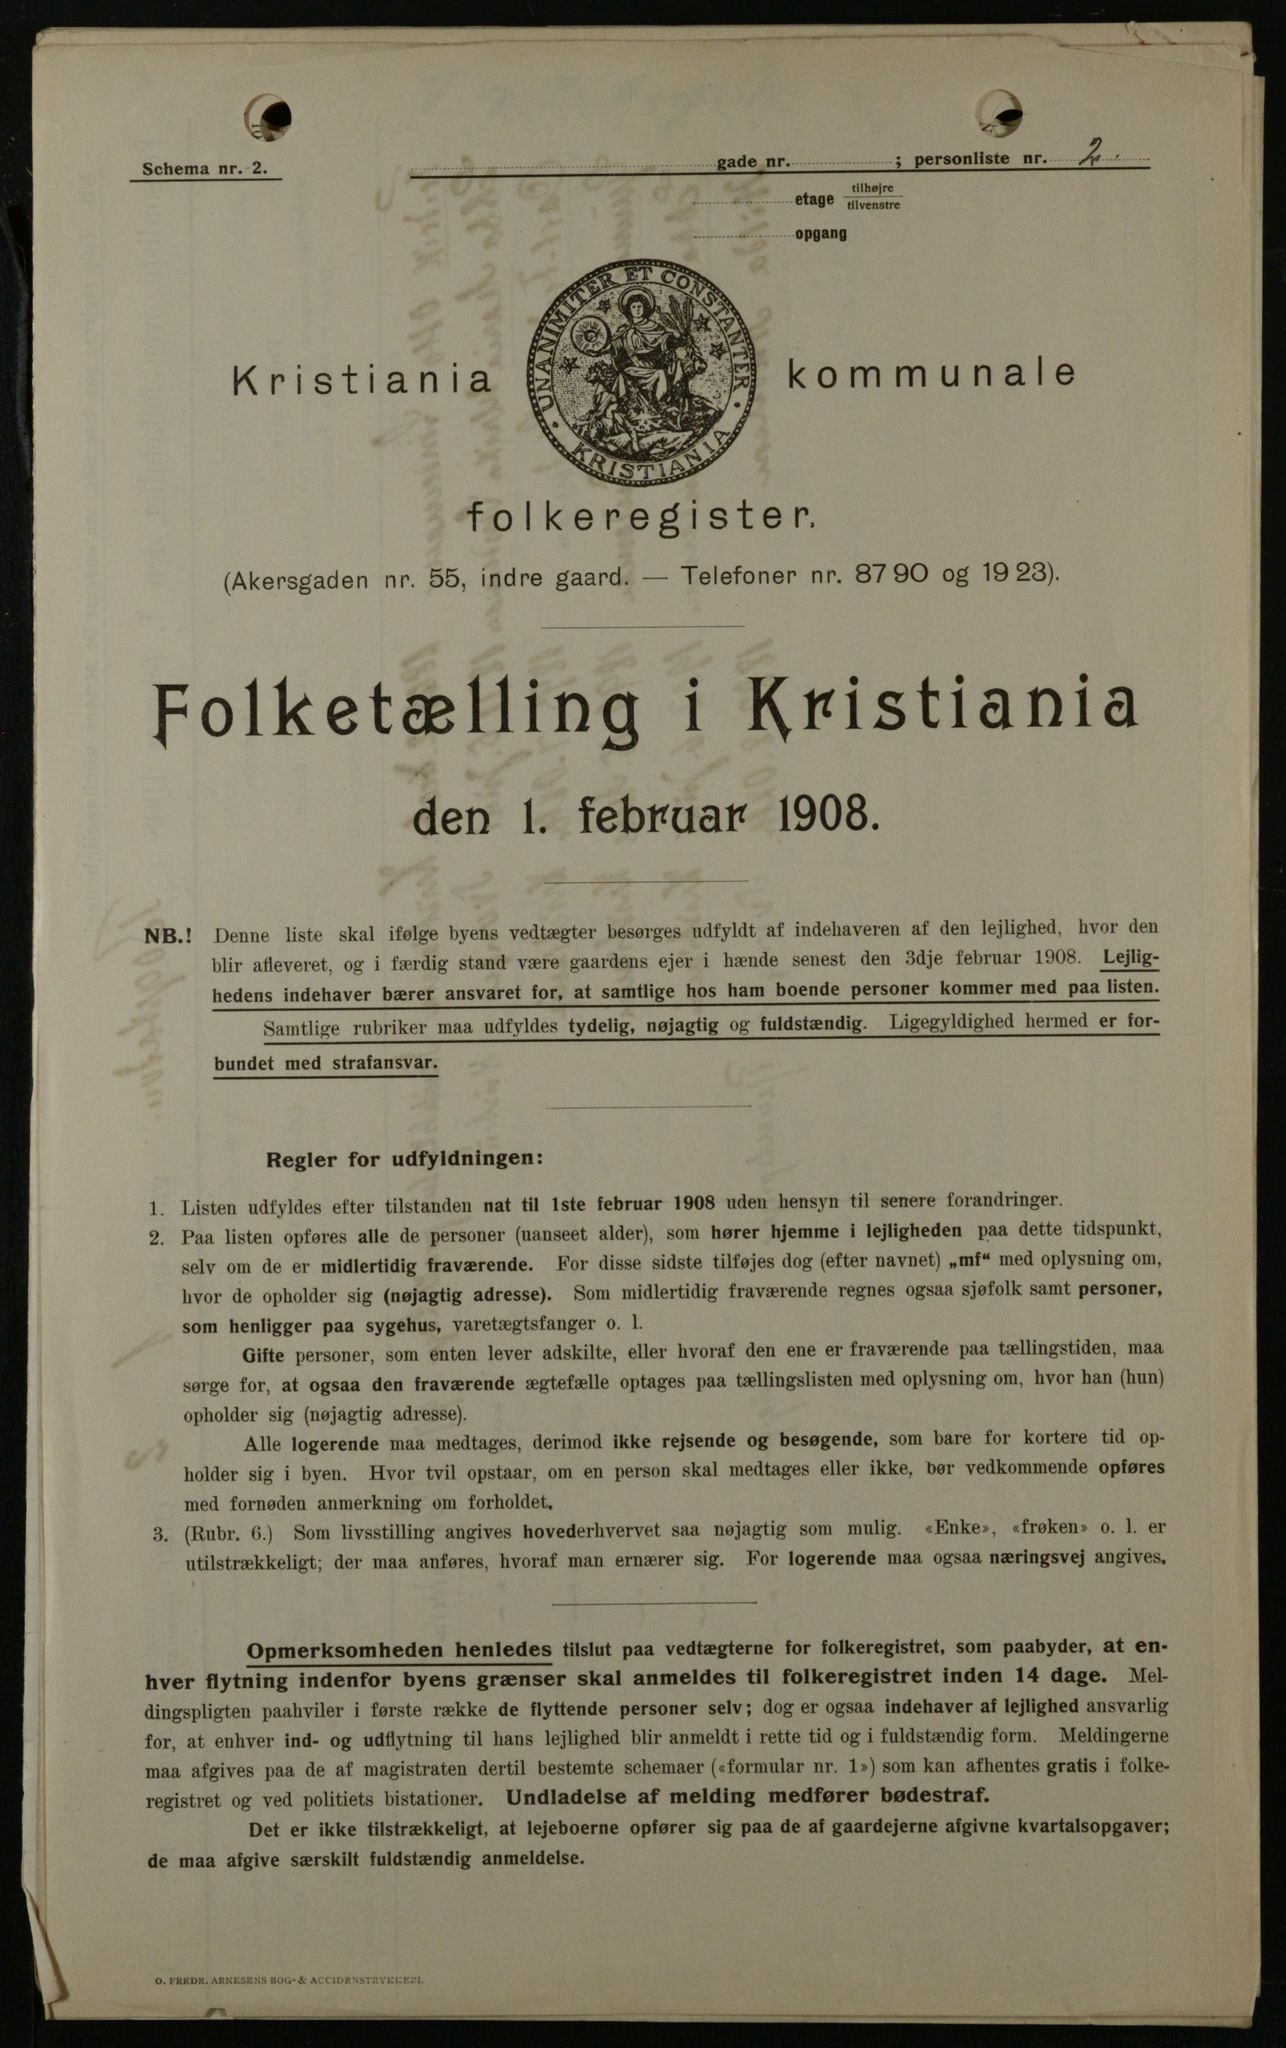 Schema nr. 2.
gade nr. ; personliste nr. 2.
etage tilhøjre
tilvenstre
opgang
UNANIMITER ET CONSTANTER
KRISTIANIA
Kristiania kommunale
folkeregister.
(Akersgaden nr. 55, indre gaard. — Telefoner nr. 87 90 og 19 23).
Folketælling i Kristiania
den 1. februar 1908.
NB.! Denne liste skal ifølge byens vedtægter besørges udfyldt af indehaveren af den lejlighed, hvor den
blir afleveret, og i færdig stand være gaardens ejer i hænde senest den 3dje februar 1908. Lejlig-
hedens indehaver bærer ansvaret for, at samtlige hos ham boende personer kommer med paa listen.
Samtlige rubriker maa udfyldes tydelig, nøjagtig og fuldstændig. Ligegyldighed hermed er for-
bundet med strafansvar.
Regler for udfyldningen:
1. Listen udfyldes efter tilstanden nat til 1ste februar 1908 uden hensyn til senere forandringer.
2. Paa listen opføres alle de personer (uanseet alder), som hører hjemme i lejligheden paa dette tidspunkt,
selv om de er midlertidig fraværende. For disse sidste tilføjes dog (efter navnet) „mf“ med oplysning om,
hvor de opholder sig (nøjagtig adresse). Som midlertidig fraværende regnes ogsaa sjøfolk samt personer,
som henligger paa sygehus, varetægtsfanger o. l.
Gifte personer, som enten lever adskilte, eller hvoraf den ene er fraværende paa tællingstiden, maa
sørge for, at ogsaa den fraværende ægtefælle optages paa tællingslisten med oplysning om, hvor han (hun)
opholder sig (nøjagtig adresse).
Alle logerende maa medtages, derimod ikke rejsende og besøgende, som bare for kortere tid op-
holder sig i byen. Hvor tvil opstaar, om en person skal medtages eller ikke, bør vedkommende opføres
med fornøden anmerkning om forholdet.
3. (Rubr. 6.) Som livsstilling angives hovederhvervet saa nøjagtig som mulig. «Enke», «frøken» o. l. er
utilstrækkeligt; der maa anføres, hvoraf man ernærer sig. For logerende maa ogsaa næringsvej angives.
Opmerksomheden henledes tilslut paa vedtægterne for folkeregistret, som paabyder, at en-
hver flytning indenfor byens grænser skal anmeldes til folkeregistret inden 14 dage. Mel-
dingspligten paahviler i første række de flyttende personer selv; dog er ogsaa indehaver af lejlighed ansvarlig
for, at enhver ind- og udflytning til hans lejlighed blir anmeldt i rette tid og i fuldstændig form. Meldingerne
maa afgives paa de af magistraten dertil bestemte schemaer («formular nr. 1») som kan afhentes gratis i folke-
registret og ved politiets bistationer. Undladelse af melding medfører bødestraf.
Det er ikke tilstrækkeligt, at lejeboerne opfører sig paa de af gaardejerne afgivne kvartalsopgaver;
de maa afgive særskilt fuldstændig anmeldelse.
O. FREDR. ARNESENS BOG- & ACCIDENSTRYKKERI.